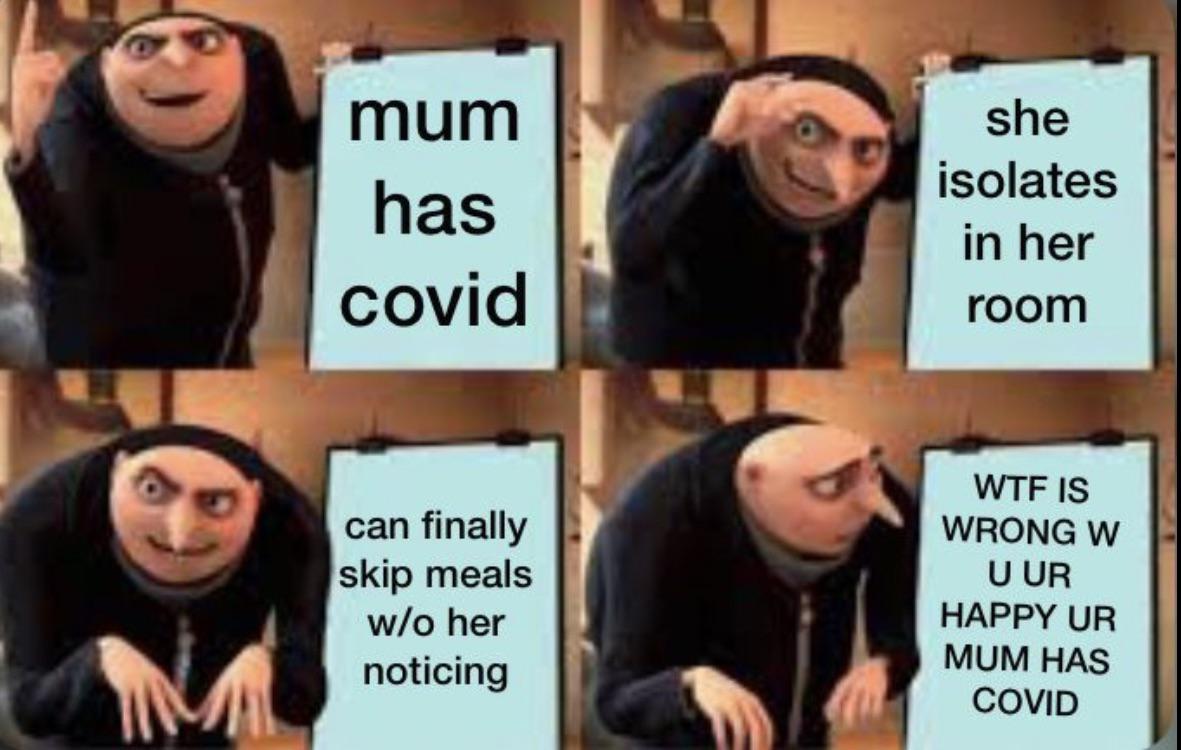 mum
has
covid
she
isolates
in her
room
can finally
skip meals
w/o her
noticing
WTF IS
WRONG W
U UR
HAPPY UR
MUM HAS
COVID